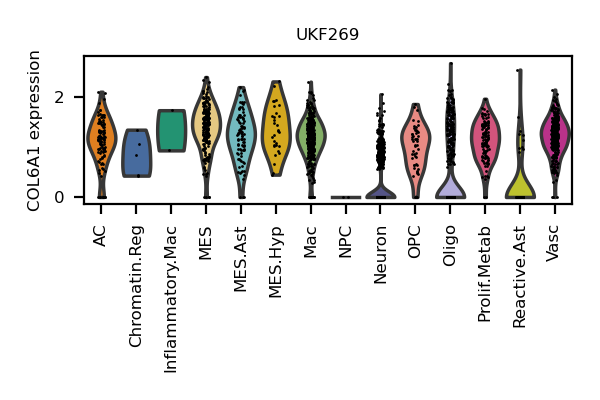 UKF269
COL6A1 expression
2
0
AC
Chromatin.Reg
Inflammatory.Mac
MES
MES.Ast
MES.Hyp
Mac
NPC
Neuron
OPC
Oligo
Prolif.Metab
Reactive.Ast
Vasc